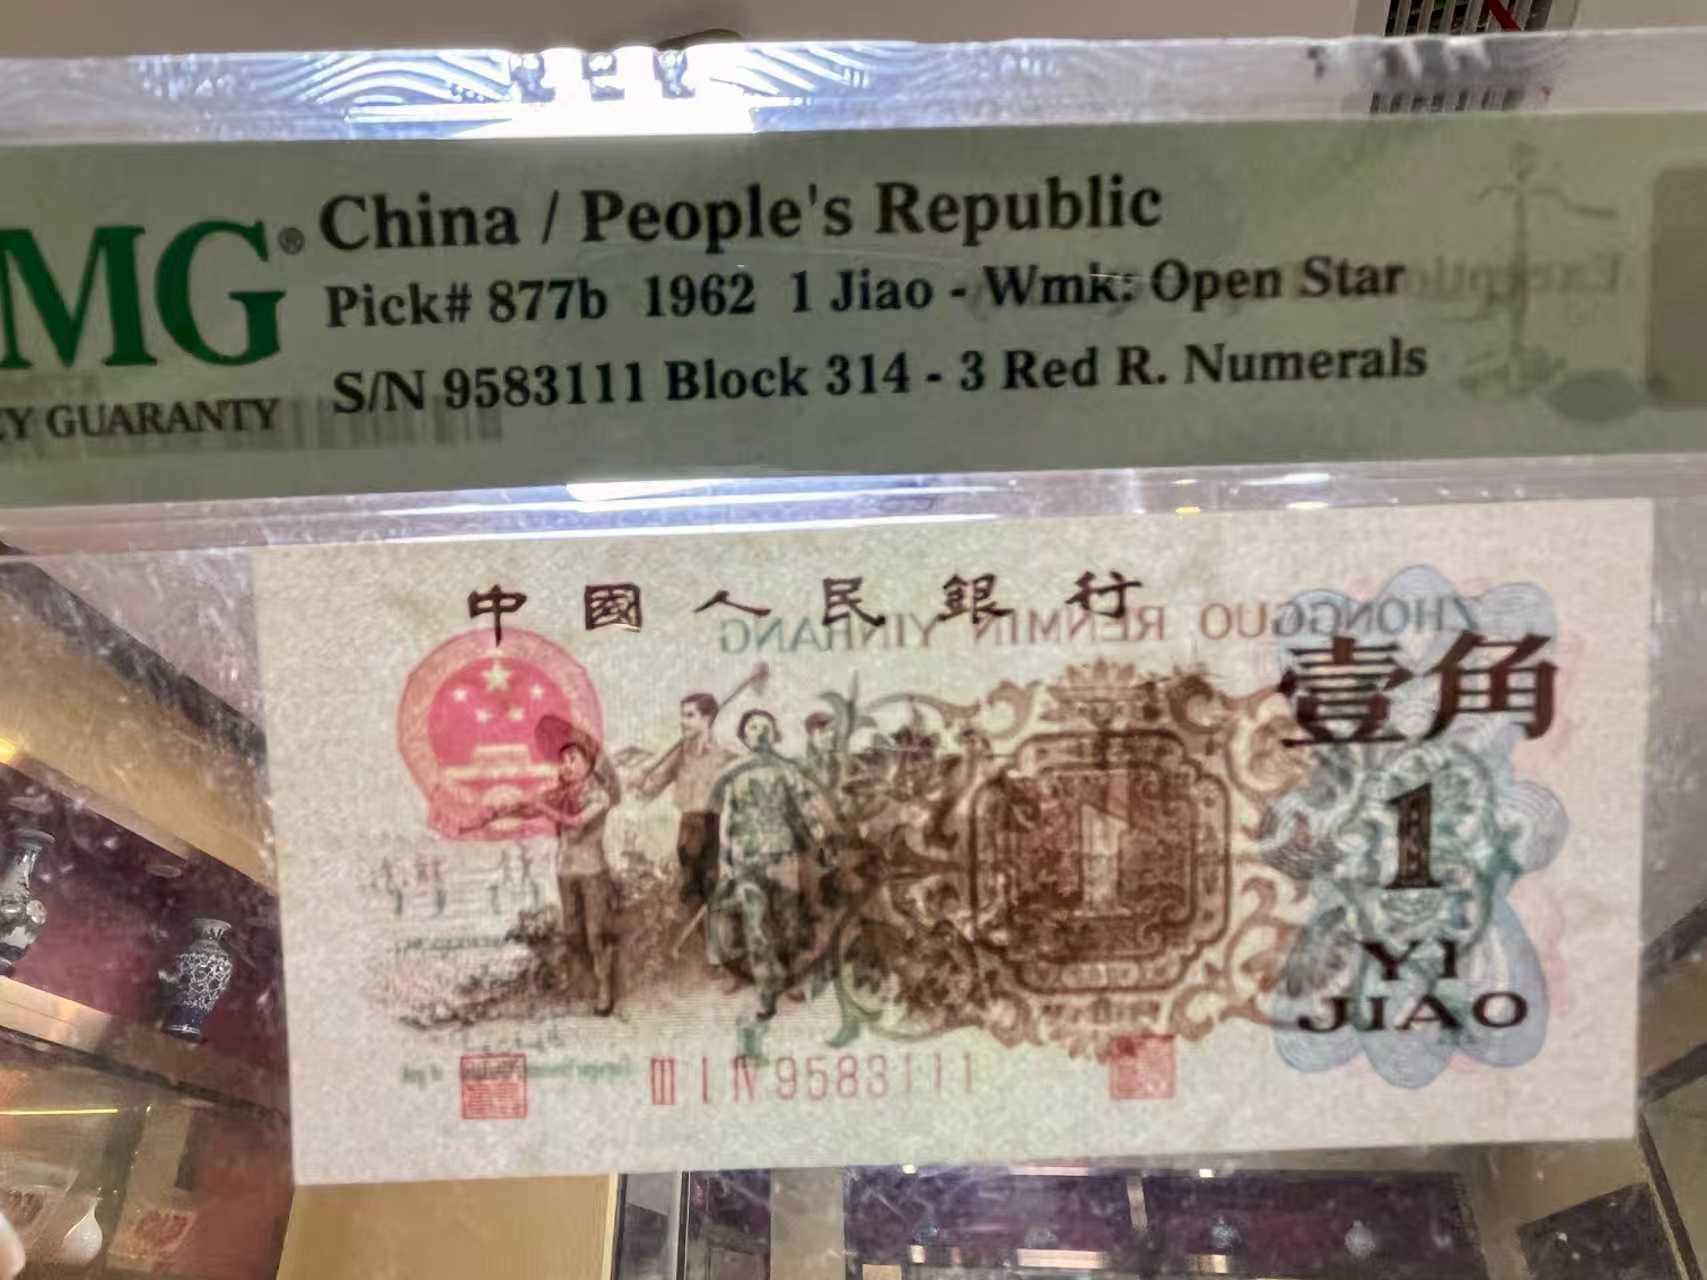 MG® China / People's Republic
Pick# 877b 1962 1 Jiao - Wmk: Open Star
S/N 9583111 Block 314 - 3 Red R. Numerals
Y GUARANTY
中國人民銀行
ZHONGGUO RENMIN YINHANG
壹角
1
YI
JIAO
III I IV 9583111